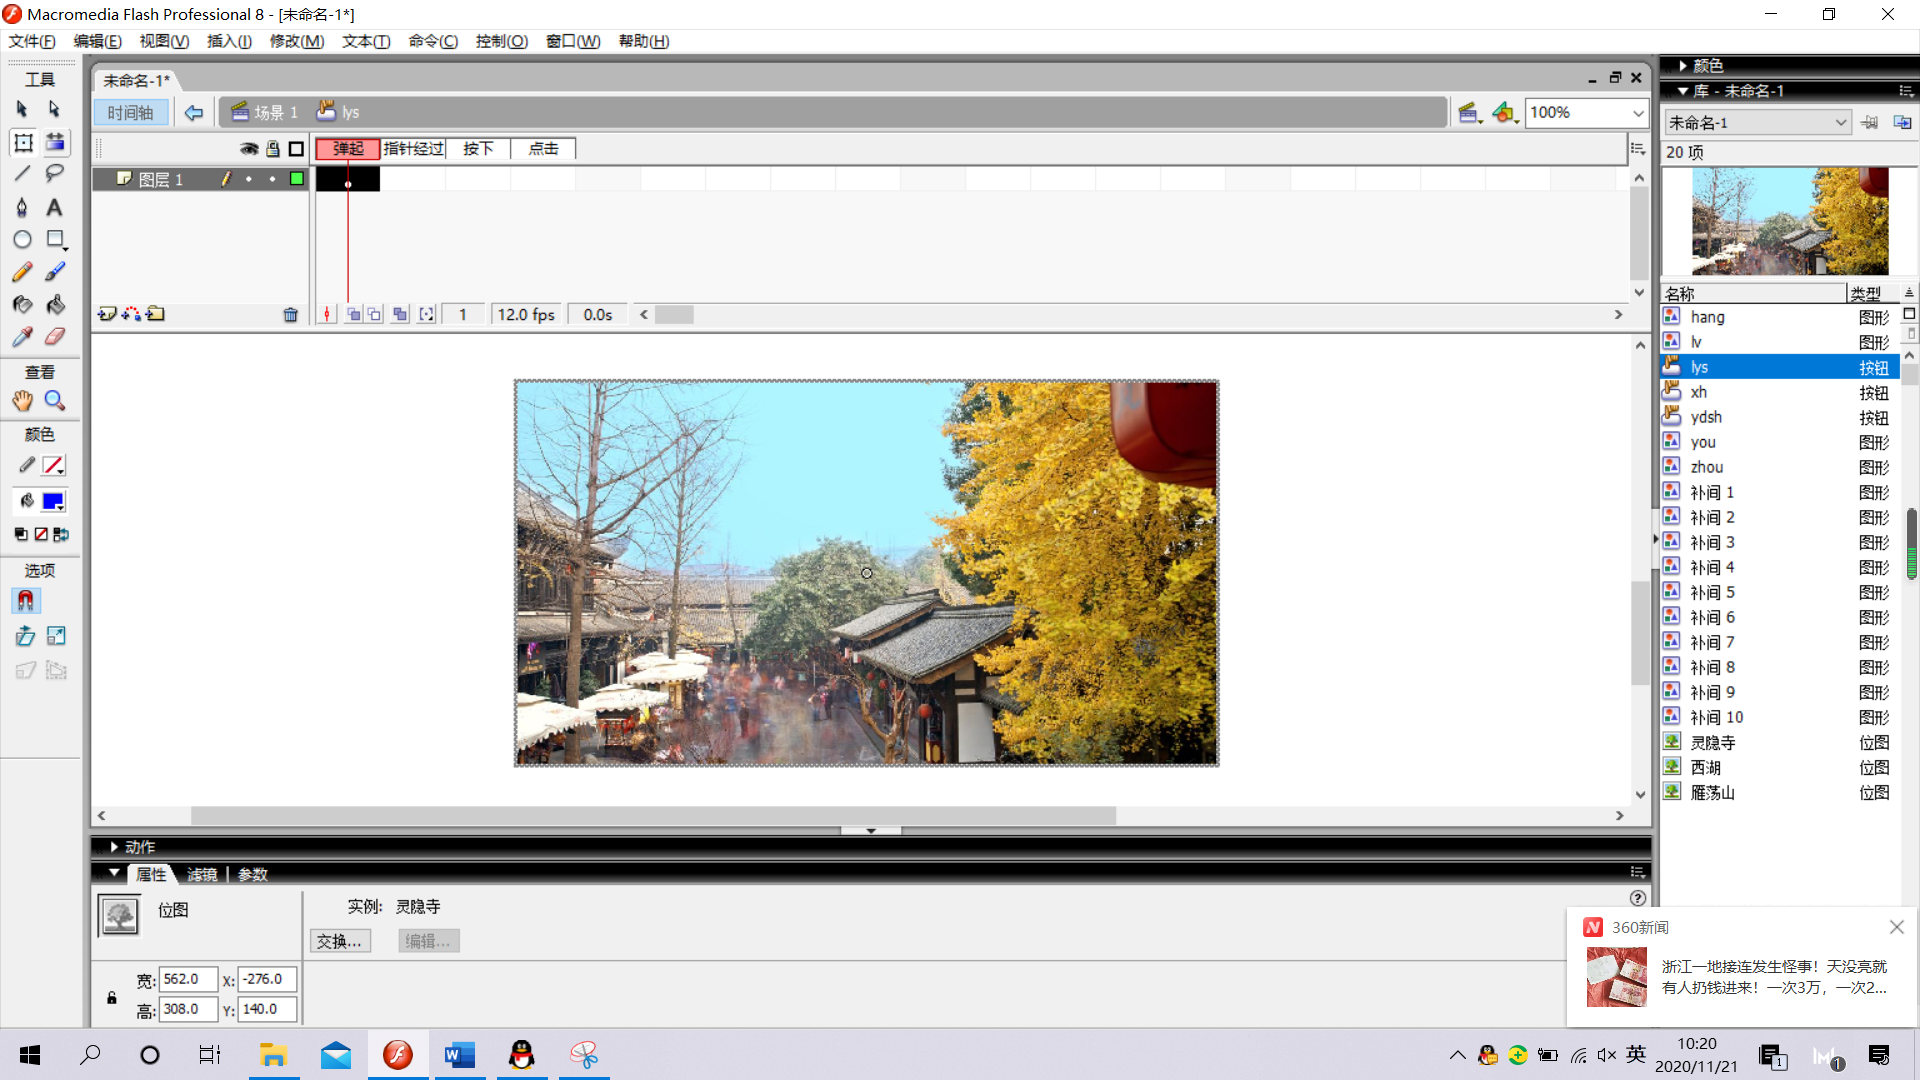 Macromedia Flash Professional 8 - [未命名-1*]
文件(F) 编辑(E) 视图(V) 插入(I) 修改(M) 文本(T) 命令(C) 控制(O) 窗口(W) 帮助(H)
工具
未命名-1*
时间轴 场景 1 lys 100%
弹起 指针经过 按下 点击
图层 1
1 12.0 fps 0.0s
查看
颜色
选项
动作
属性 滤镜 参数
位图
实例: 灵隐寺
交换... 编辑...
宽: 562.0 X: -276.0
高: 308.0 Y: 140.0
颜色
库 - 未命名-1
未命名-1
20 项
名称 类型
hang 图形
lv 图形
lys 按钮
xh 按钮
ydsh 按钮
you 图形
zhou 图形
补间 1 图形
补间 2 图形
补间 3 图形
补间 4 图形
补间 5 图形
补间 6 图形
补间 7 图形
补间 8 图形
补间 9 图形
补间 10 图形
灵隐寺 位图
西湖 位图
雁荡山 位图
360新闻
浙江一地接连发生怪事！天没亮就
有人扔钱进来！一次3万，一次2...
英
10:20
2020/11/21
1
1